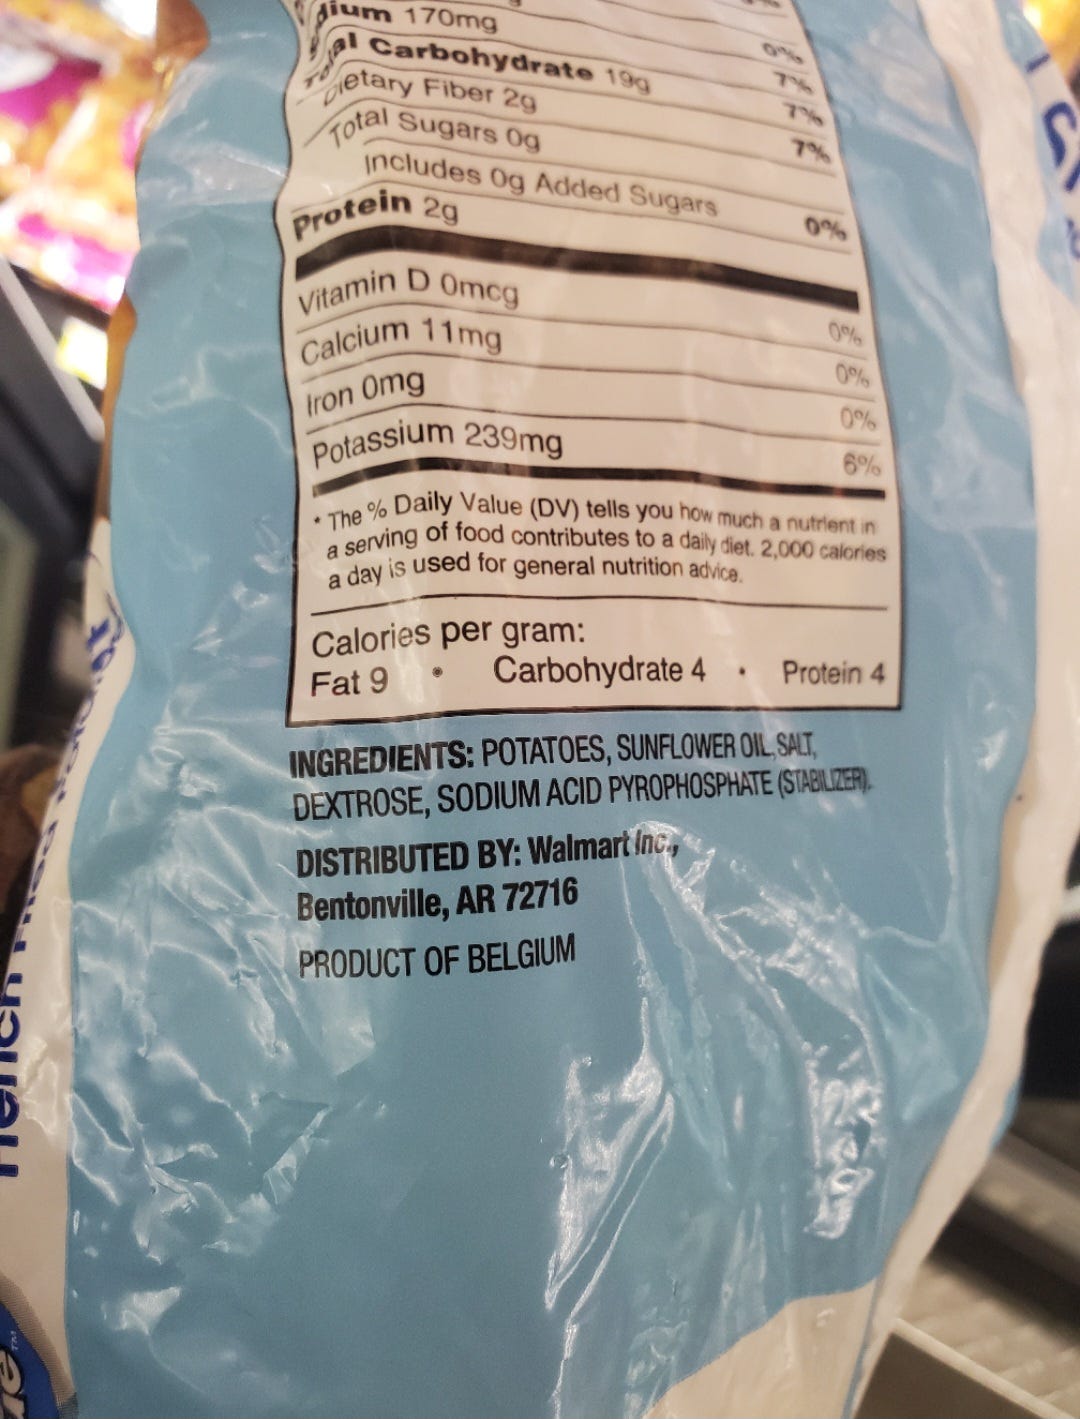 170mg
0%
7%
Carbohydrate 19g
7%
Dietary Fiber 2g
7%
Total Sugars 0g
Includes 0g Added Sugars
0%
Protein 2g
Vitamin D 0mcg
0%
Calcium 11mg
0%
Iron 0mg
0%
Potassium 239mg
6%
* The % Daily Value (DV) tells you how much a nutrient in
a serving of food contributes to a daily diet. 2,000 calories
a day is used for general nutrition advice.
Calories per gram:
Fat 9 • Carbohydrate 4 • Protein 4
INGREDIENTS: POTATOES, SUNFLOWER OIL, SALT,
DEXTROSE, SODIUM ACID PYROPHOSPHATE (STABILIZER).
DISTRIBUTED BY: Walmart Inc.,
Bentonville, AR 72716
PRODUCT OF BELGIUM
French Fried